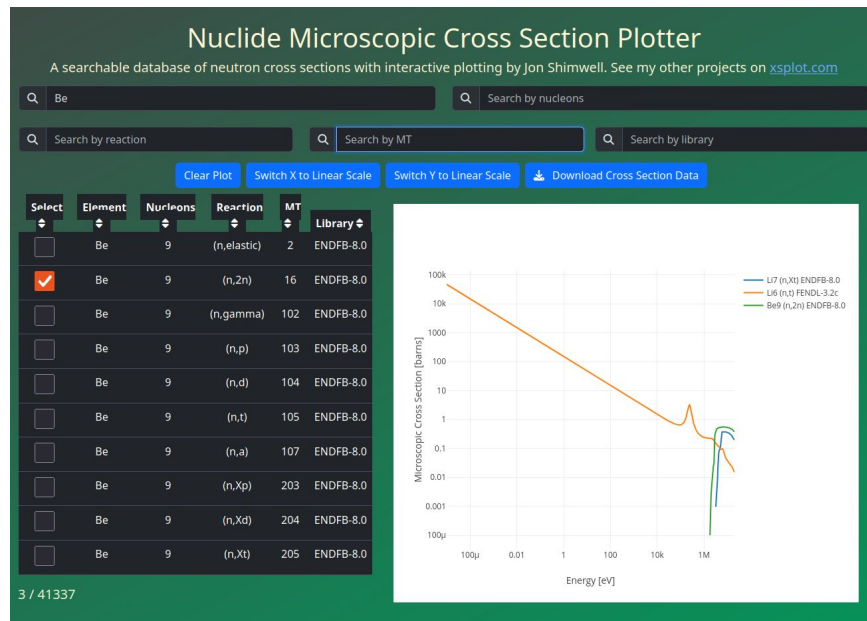 Nuclide Microscopic Cross Section Plotter
A searchable database of neutron cross sections with interactive plotting by Jon Shimwell. See my other projects on xsplot.com
Be
Search by nucleons
Search by reaction
Search by MT
Search by library
Clear Plot
Switch X to Linear Scale
Switch Y to Linear Scale
Download Cross Section Data
Select Element Nucleons Reaction MT Library
Be 9 (n,elastic) 2 ENDFB-8.0
Be 9 (n,2n) 16 ENDFB-8.0
Be 9 (n,gamma) 102 ENDFB-8.0
Be 9 (n,p) 103 ENDFB-8.0
Be 9 (n,d) 104 ENDFB-8.0
Be 9 (n,t) 105 ENDFB-8.0
Be 9 (n,a) 107 ENDFB-8.0
Be 9 (n,Xp) 203 ENDFB-8.0
Be 9 (n,Xd) 204 ENDFB-8.0
Be 9 (n,Xt) 205 ENDFB-8.0
3 / 41337
Microscopic Cross Section [barns]
100k
10k
1000
100
10
1
0.1
0.01
0.001
100μ
100μ 0.01 1 100 10k 1M
Energy [eV]
Li7 (n,Xt) ENDFB-8.0
Li6 (n,t) FENDL-3.2c
Be9 (n,2n) ENDFB-8.0